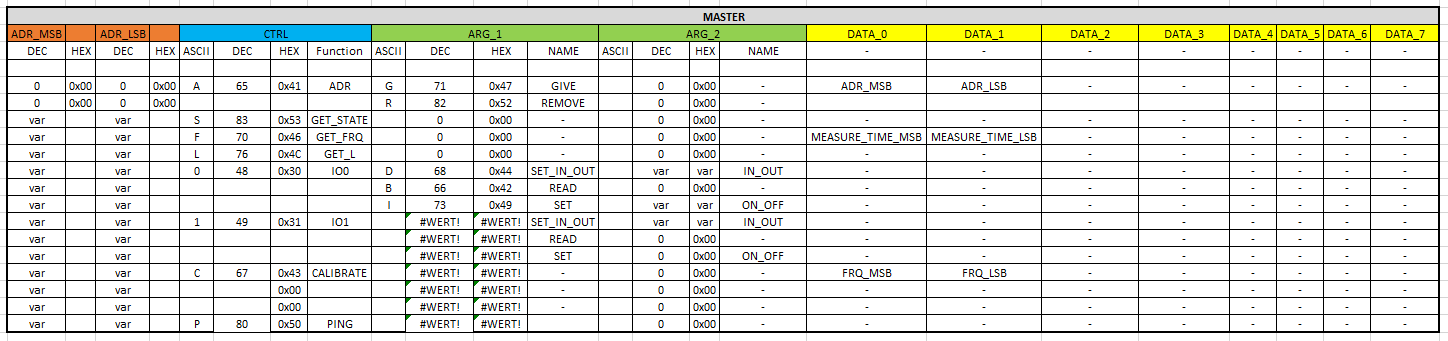 MASTER
ADR_MSB ADR_LSB CTRL ARG_1 ARG_2 DATA_0 DATA_1 DATA_2 DATA_3 DATA_4 DATA_5 DATA_6 DATA_7
DEC HEX DEC HEX ASCII DEC HEX Function ASCII DEC HEX NAME ASCII DEC HEX NAME - - - - - - - -
0 0x00 0 0x00 A 65 0x41 ADR G 71 0x47 GIVE 0 0x00 - ADR_MSB ADR_LSB - - - - - -
0 0x00 0 0x00 R 82 0x52 REMOVE 0 0x00 - - - - - - - - -
var var S 83 0x53 GET_STATE 0 0x00 - 0 0x00 - - - - - - - - -
var var F 70 0x46 GET_FRQ 0 0x00 - 0 0x00 - MEASURE_TIME_MSB MEASURE_TIME_LSB - - - - - -
var var L 76 0x4C GET_L 0 0x00 - 0 0x00 - - - - - - - - -
var var 0 48 0x30 IO0 D 68 0x44 SET_IN_OUT var var IN_OUT - - - - - - - -
var var B 66 0x42 READ 0 0x00 - - - - - - - - -
var var I 73 0x49 SET var var ON_OFF - - - - - - - -
var var 1 49 0x31 IO1 #WERT! #WERT! SET_IN_OUT var var IN_OUT - - - - - - - -
var var #WERT! #WERT! READ 0 0x00 - - - - - - - - -
var var #WERT! #WERT! SET 0 0x00 ON_OFF - - - - - - - -
var var C 67 0x43 CALIBRATE #WERT! #WERT! - 0 0x00 - FRQ_MSB FRQ_LSB - - - - - -
var var 0x00 #WERT! #WERT! - 0 0x00 - - - - - - - - -
var var 0x00 #WERT! #WERT! - 0 0x00 - - - - - - - - -
var var P 80 0x50 PING #WERT! #WERT! 0 0x00 - - - - - - - - -